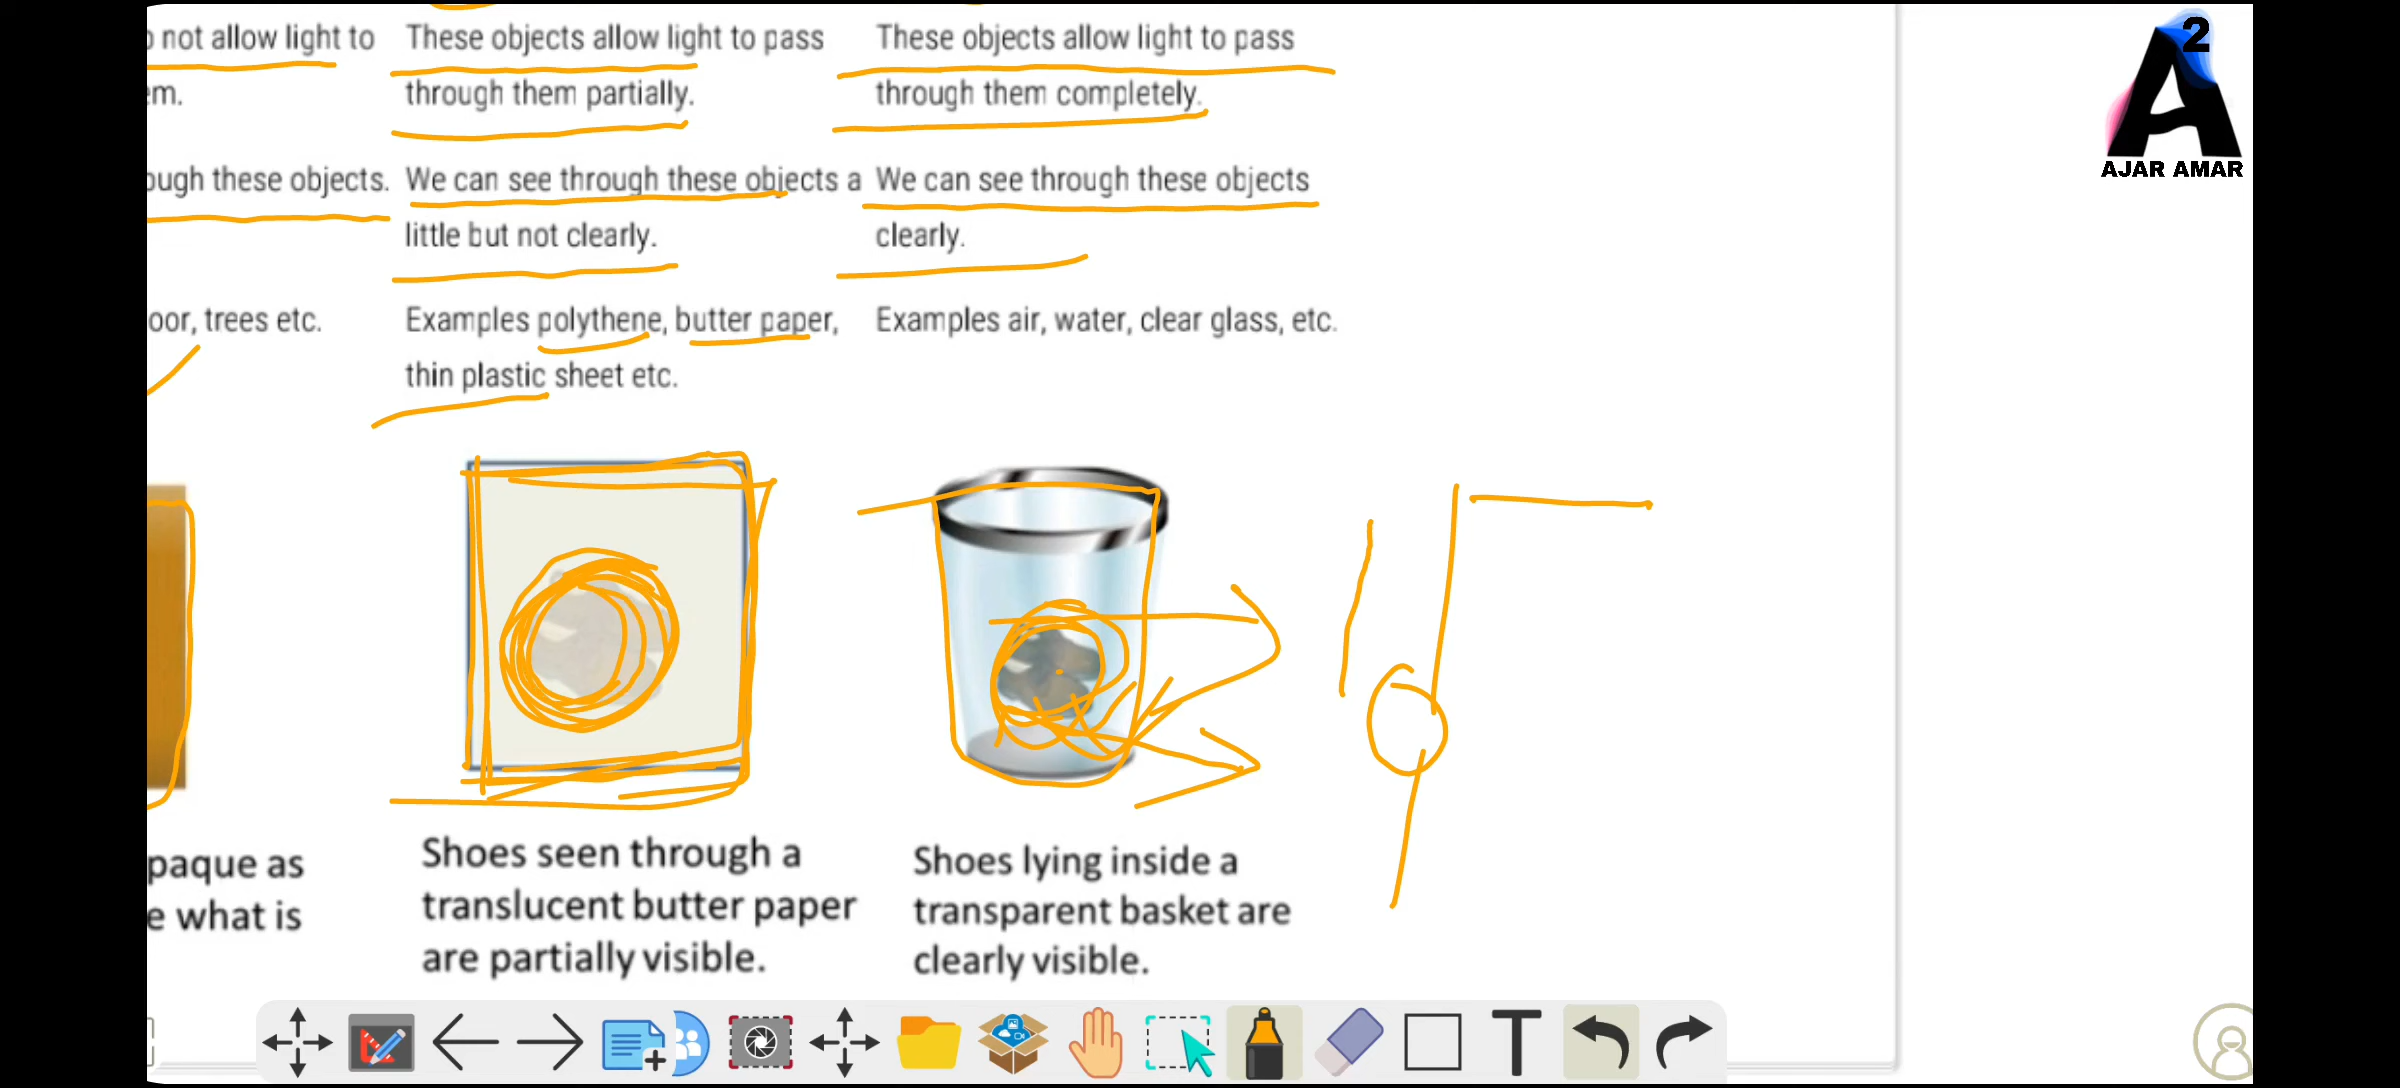 not allow light to
em.
ough these objects.
oor, trees etc.
These objects allow light to pass
through them partially.
We can see through these objects a
little but not clearly.
Examples polythene, butter paper,
thin plastic sheet etc.
These objects allow light to pass
through them completely.
We can see through these objects
clearly.
Examples air, water, clear glass, etc.
paque as
e what is
Shoes seen through a
translucent butter paper
are partially visible.
Shoes lying inside a
transparent basket are
clearly visible.
2
A
AJAR AMAR
T